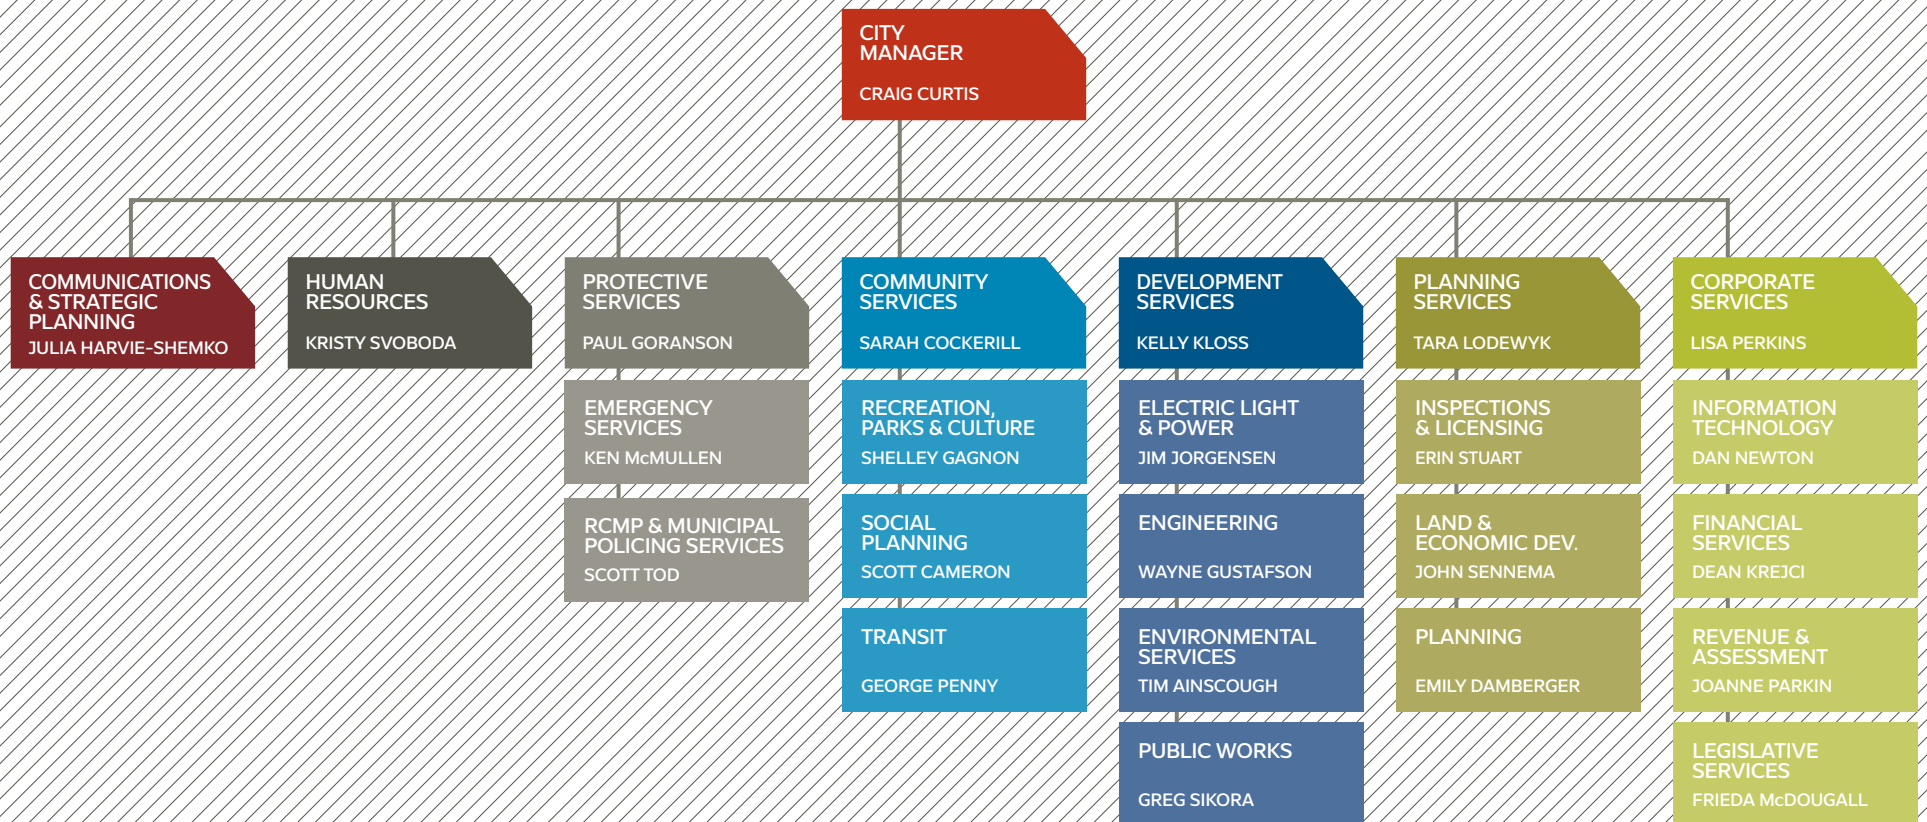 CITY
MANAGER
CRAIG CURTIS
COMMUNICATIONS
& STRATEGIC
PLANNING
JULIA HARVIE-SHEMKO
HUMAN
RESOURCES
KRISTY SVOBODA
PROTECTIVE
SERVICES
PAUL GORANSON
EMERGENCY
SERVICES
KEN McMULLEN
RCMP & MUNICIPAL
POLICING SERVICES
SCOTT TOD
COMMUNITY
SERVICES
SARAH COCKERILL
RECREATION,
PARKS & CULTURE
SHELLEY GAGNON
SOCIAL
PLANNING
SCOTT CAMERON
TRANSIT
GEORGE PENNY
DEVELOPMENT
SERVICES
KELLY KLOSS
ELECTRIC LIGHT
& POWER
JIM JORGENSEN
ENGINEERING
WAYNE GUSTAFSON
ENVIRONMENTAL
SERVICES
TIM AINSCOUGH
PUBLIC WORKS
GREG SIKORA
PLANNING
SERVICES
TARA LODEWYK
INSPECTIONS
& LICENSING
ERIN STUART
LAND &
ECONOMIC DEV.
JOHN SENNEMA
PLANNING
EMILY DAMBERGER
CORPORATE
SERVICES
LISA PERKINS
INFORMATION
TECHNOLOGY
DAN NEWTON
FINANCIAL
SERVICES
DEAN KREJCI
REVENUE &
ASSESSMENT
JOANNE PARKIN
LEGISLATIVE
SERVICES
FRIEDA McDOUGALL